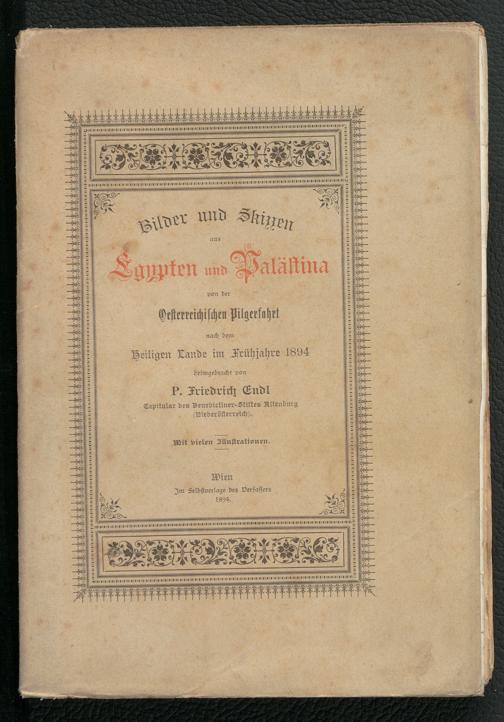 Bilder und Skizzen
aus
Egypten und Palästina
von der
Oesterreichischen Pilgerfahrt
nach dem
Heiligen Lande im Frühjahre 1894
heimgebracht von
P. Friedrich Endl
Capitular des Benedictiner-Stiftes Altenburg
(Niederösterreich).
Mit vielen Illustrationen.
Wien
Im Selbstverlage des Verfassers
1894.